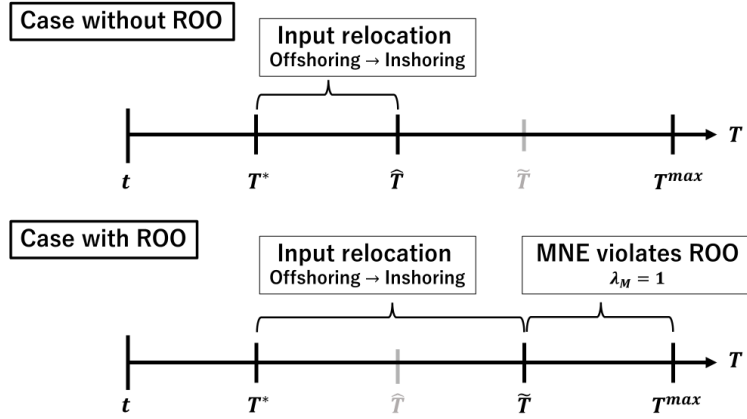 Case without ROO
Input relocation
Offshoring → Inshoring
T
t
T*
T̂
T̃
T^max
Case with ROO
Input relocation
Offshoring → Inshoring
MNE violates ROO
λ_M = 1
T
t
T*
T̂
T̃
T^max